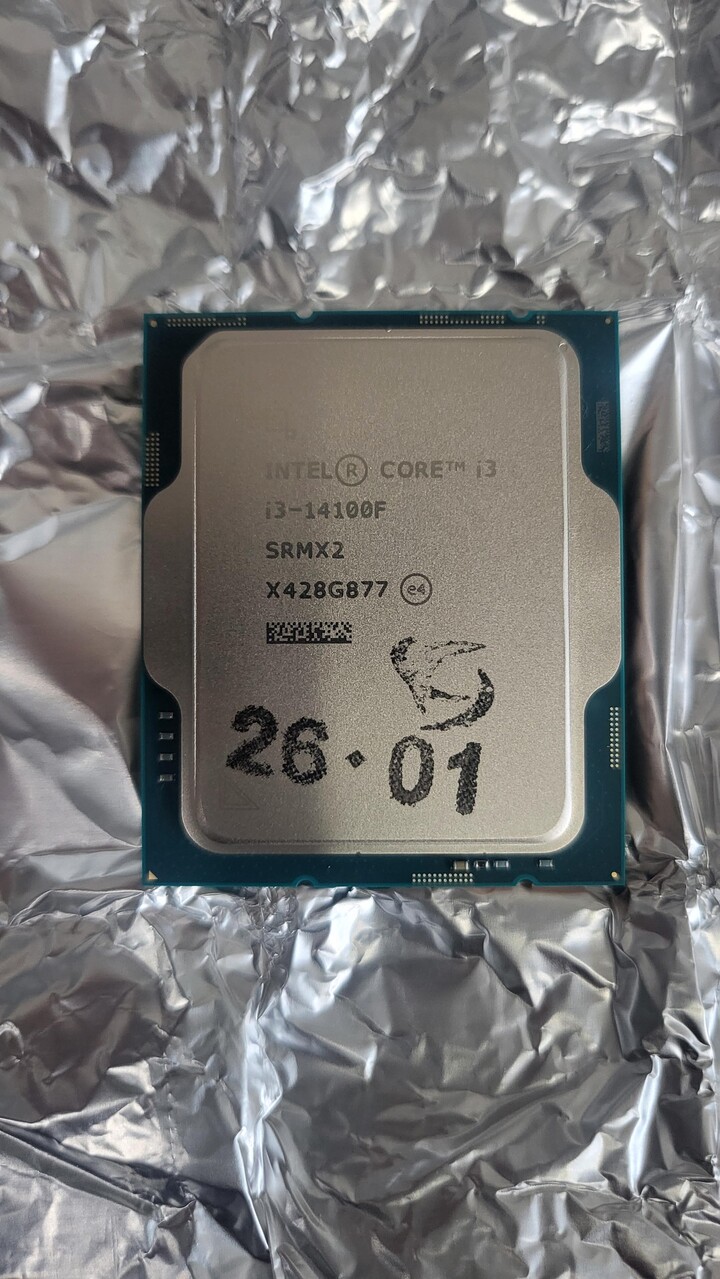 INTEL® CORE™ i3
i3-14100F
SRMX2
X428G877 e4
26·01